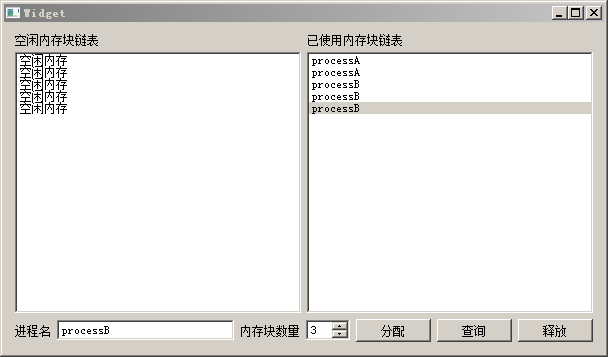 Widget
空闲内存块链表
已使用内存块链表
空闲内存
空闲内存
空闲内存
空闲内存
空闲内存
processA
processA
processB
processB
processB
进程名 processB 内存块数量 3 分配 查询 释放